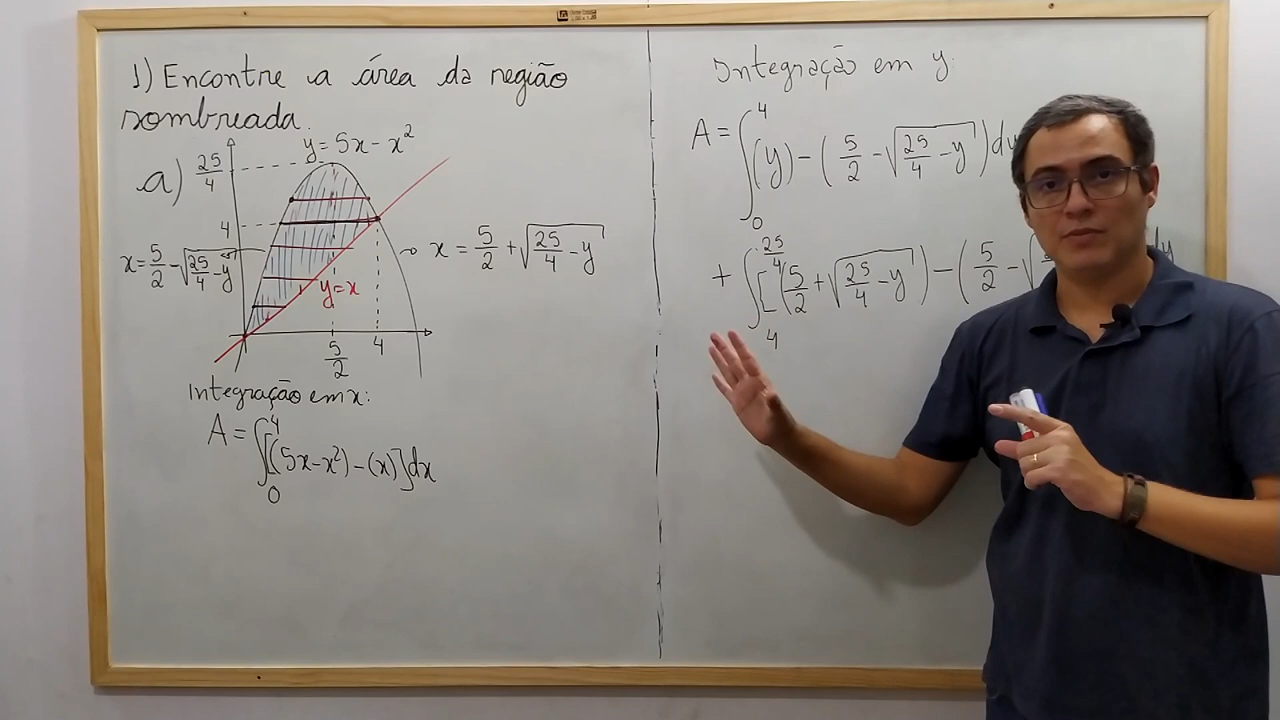 1) Encontre a área da região
sombreada.
a)
y = 5x - x²
25/4
4
x = 5/2 - √(25/4 - y)
x = 5/2 + √(25/4 - y)
y = x
5/2
4
Integração em x:
A = ∫₀⁴ [(5x - x²) - (x)] dx
Integração em y:
A = ∫₀⁴ (y) - (5/2 - √(25/4 - y)) dy
+ ∫₄^(25/4) [(5/2 + √(25/4 - y)) - (5/2 - √ dy